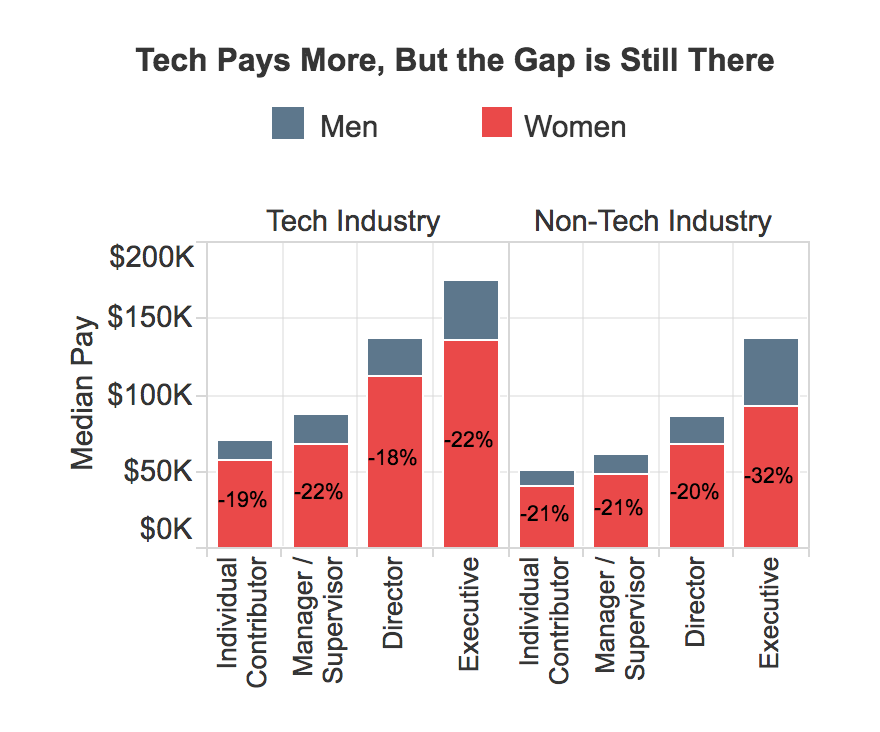 Tech Pays More, But the Gap is Still There
Men
Women
Tech Industry
Non-Tech Industry
Median Pay
$200K
$150K
$100K
$50K
$0K
-19%
-22%
-18%
-22%
-21%
-21%
-20%
-32%
Individual
Contributor
Manager /
Supervisor
Director
Executive
Individual
Contributor
Manager /
Supervisor
Director
Executive